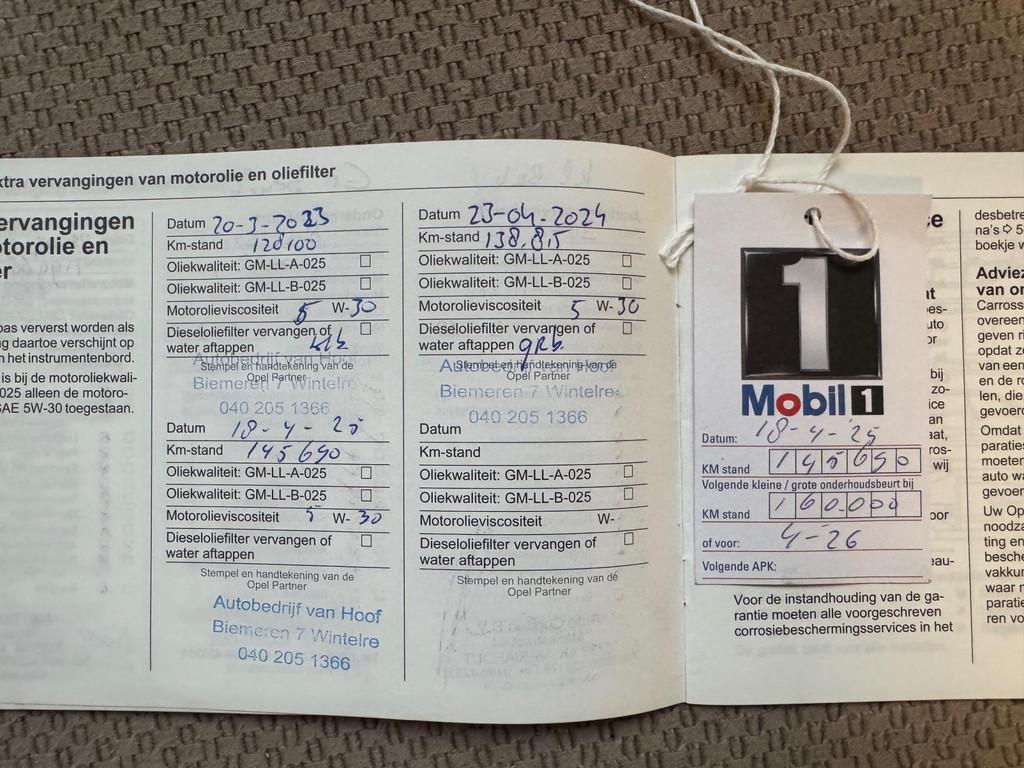 xtra vervangingen van motorolie en oliefilter
ervangingen
otorolie en
er
pas ververst worden als
ng daartoe verschijnt op
n het instrumentenbord.
is bij de motoroliekwali-
025 alleen de motoro-
SAE 5W-30 toegestaan.
Datum 20-3-2023
Km-stand 120100
Oliekwaliteit: GM-LL-A-025
Oliekwaliteit: GM-LL-B-025
Motorolieviscositeit 5 W-30
Dieseloliefilter vervangen of
water aftappen
Autobedrijf van Hoof
Stempel en handtekening van de
Opel Partner
Biemeren 7 Wintelre
040 205 1366
Datum 18-4-25
Km-stand 145690
Oliekwaliteit: GM-LL-A-025
Oliekwaliteit: GM-LL-B-025
Motorolieviscositeit 5 W-30
Dieseloliefilter vervangen of
water aftappen
Stempel en handtekening van de
Opel Partner
Autobedrijf van Hoof
Biemeren 7 Wintelre
040 205 1366
Datum 23-04-2024
Km-stand 138.815
Oliekwaliteit: GM-LL-A-025
Oliekwaliteit: GM-LL-B-025
Motorolieviscositeit 5 W-30
Dieseloliefilter vervangen of
water aftappen grb.
Stempel en handtekening van de
Opel Partner
Biemeren 7 Wintelre
040 205 1366
Datum
Km-stand
Oliekwaliteit: GM-LL-A-025
Oliekwaliteit: GM-LL-B-025
Motorolieviscositeit W-
Dieseloliefilter vervangen of
water aftappen
Stempel en handtekening van de
Opel Partner
1
Mobil 1
Datum: 18-4-25
KM stand 145690
Volgende kleine / grote onderhoudsbeurt bij
KM stand 160.000
of voor: 4-26
Volgende APK:
Voor de instandhouding van de ga-
rantie moeten alle voorgeschreven
corrosiebeschermingsservices in het
desbetre
na's ⇨ 5
boekje w
Advie
van o
Carross
overeen
geven r
opdat z
van een
en de r
len, die
gevoer
Omdat
paratie
moeten
auto wa
gevoer
Uw Op
noodza
ting en
besche
vakkun
waar n
paratie
ren vo